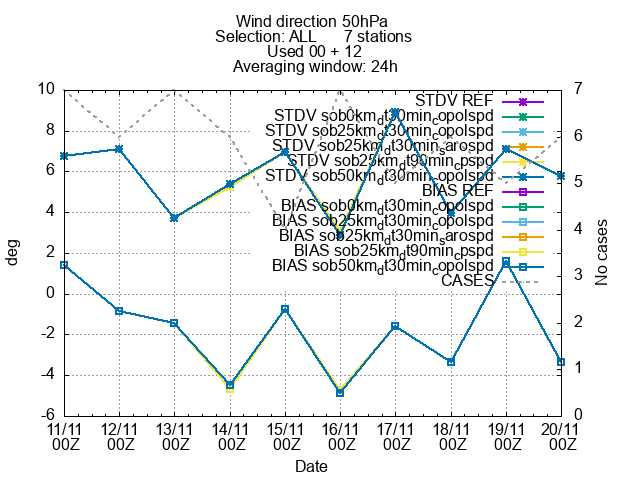 Wind direction 50hPa
Selection: ALL 7 stations
Used 00 + 12
Averaging window: 24h
STDV REF
STDV sob0km_dt30min_copolspd
STDV sob25km_dt30min_copolspd
STDV sob25km_dt30min_sarospd
STDV sob25km_dt90min_cpspd
STDV sob50km_dt30min_copolspd
BIAS REF
BIAS sob0km_dt30min_copolspd
BIAS sob25km_dt30min_copolspd
BIAS sob25km_dt30min_sarospd
BIAS sob25km_dt90min_cpspd
BIAS sob50km_dt30min_copolspd
CASES
deg
10
8
6
4
2
0
-2
-4
-6
7
6
5
4
3
2
1
0
No cases
11/11 12/11 13/11 14/11 15/11 16/11 17/11 18/11 19/11 20/11
00Z 00Z 00Z 00Z 00Z 00Z 00Z 00Z 00Z 00Z
Date